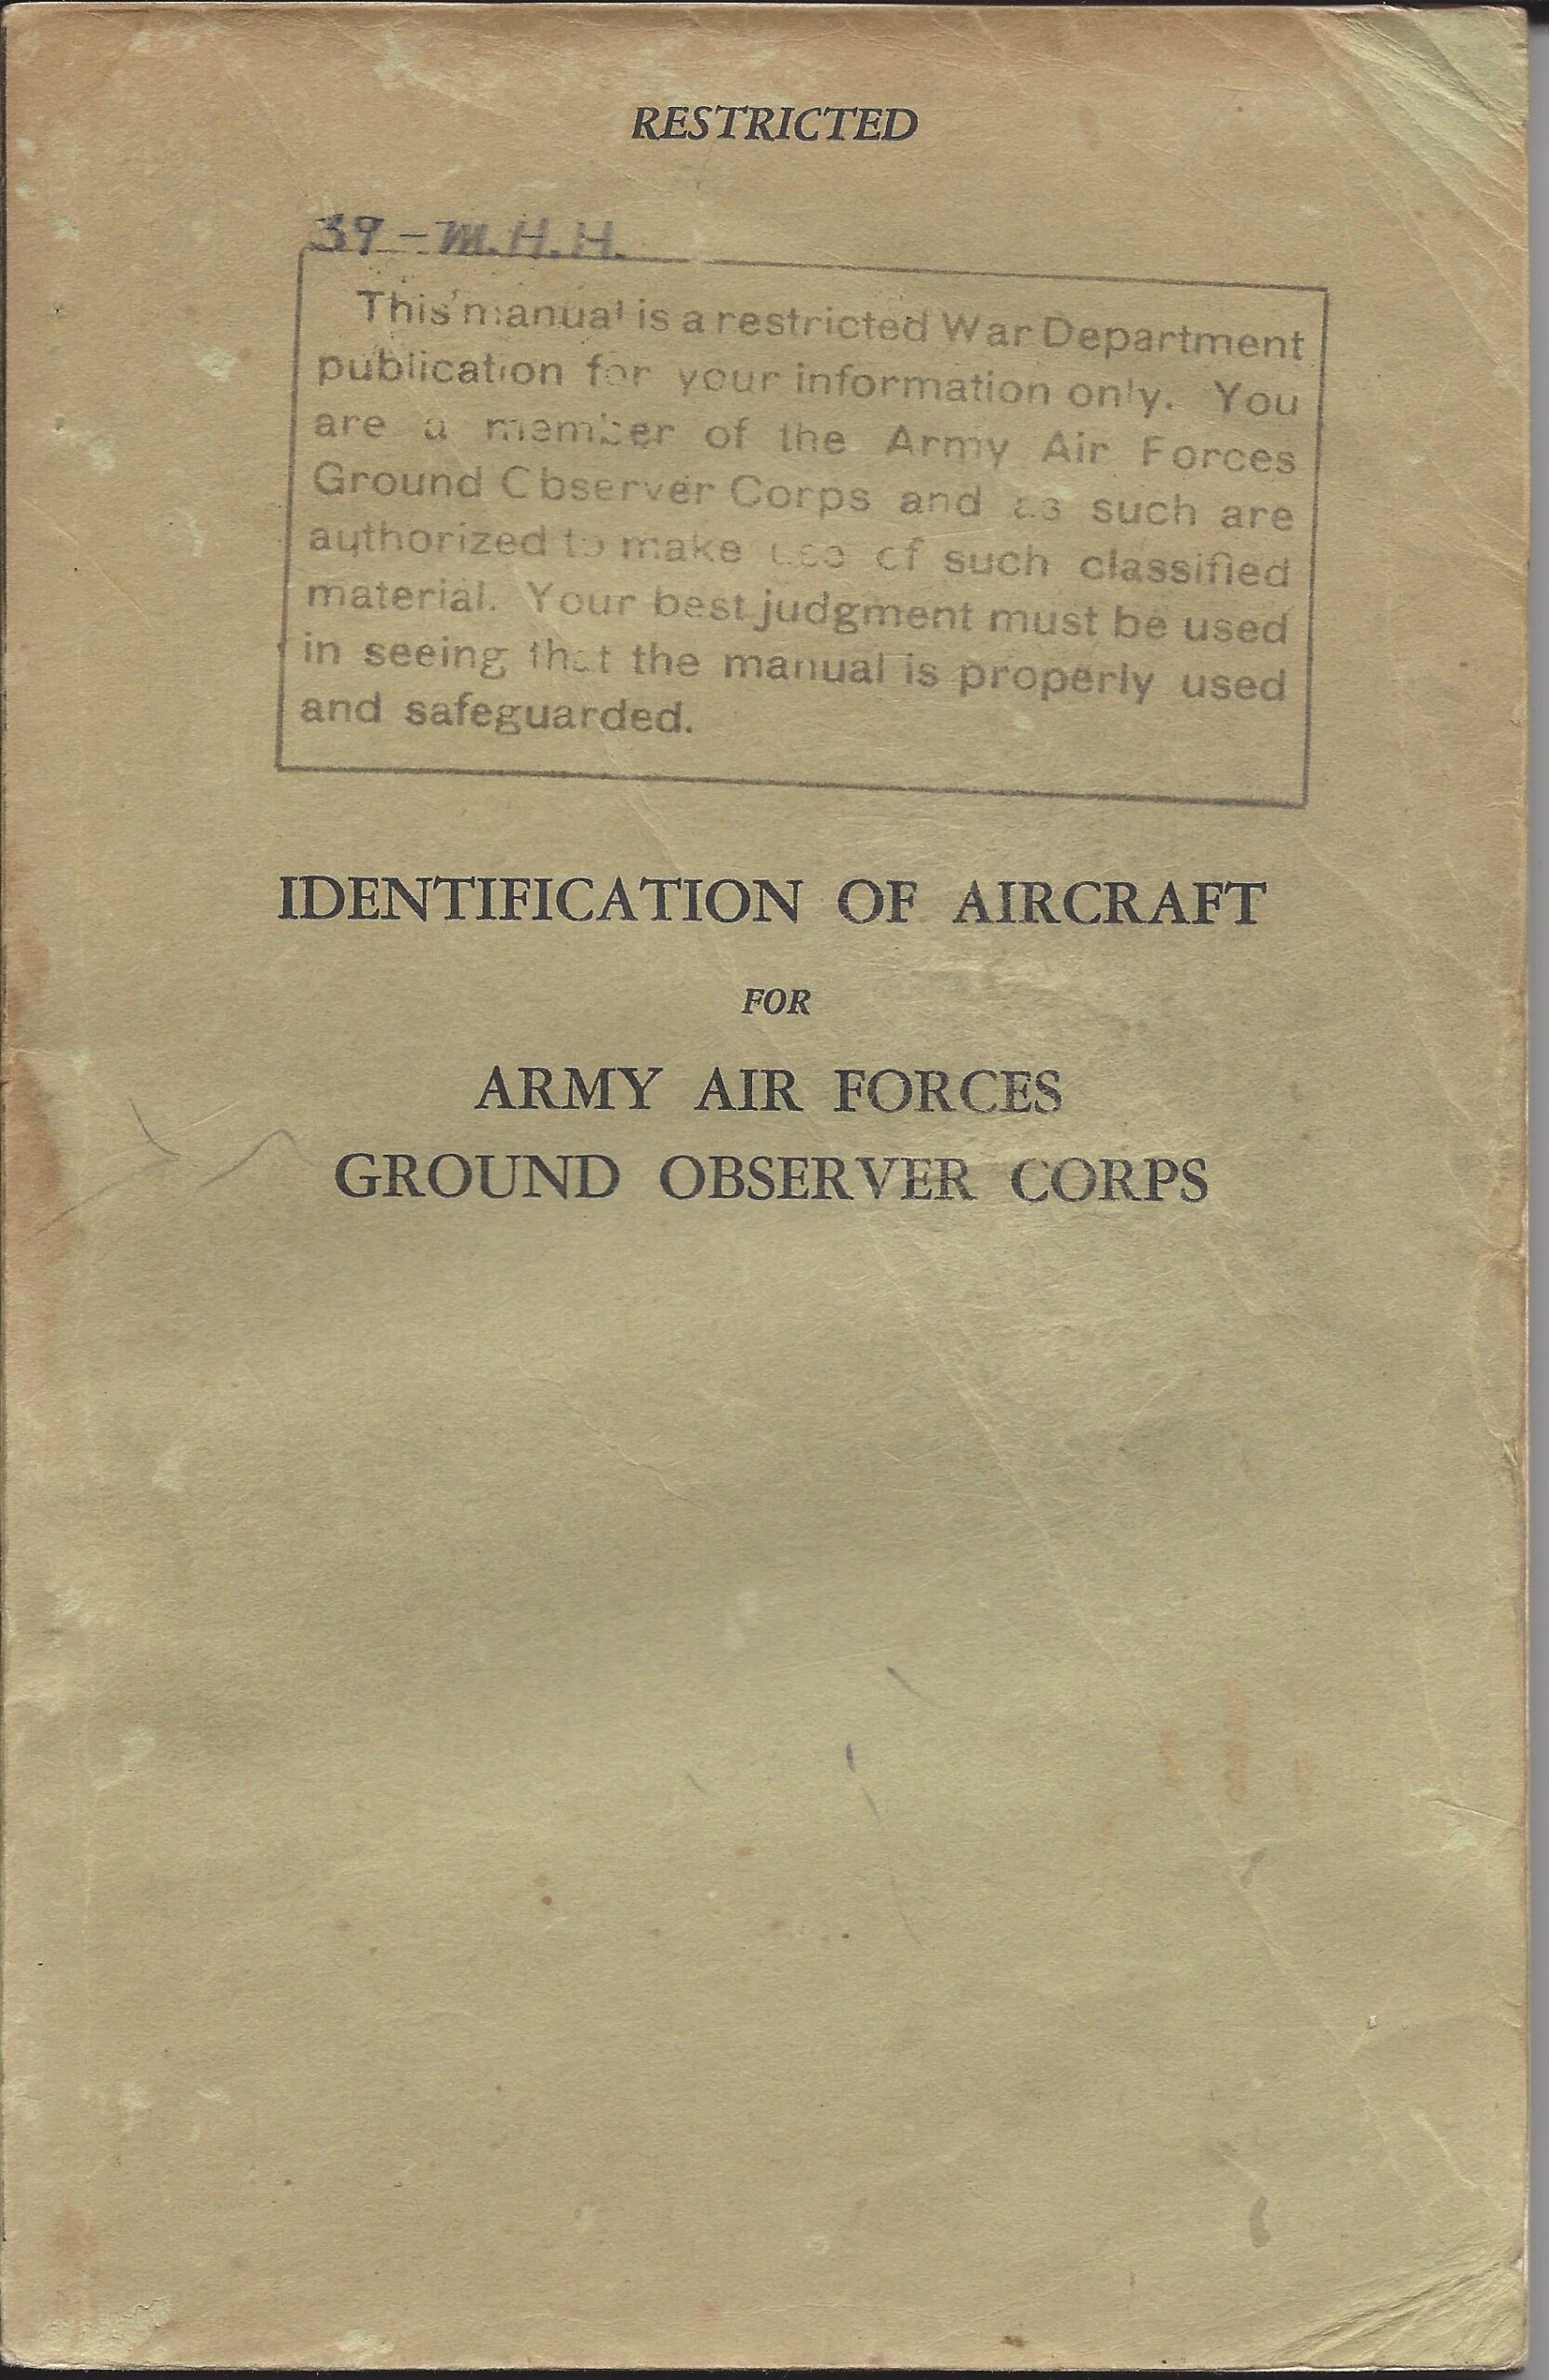 RESTRICTED
39 - M.H.H.
This manual is a restricted War Department
publication for your information only. You
are a member of the Army Air Forces
Ground Observer Corps and as such are
authorized to make use of such classified
material. Your best judgment must be used
in seeing that the manual is properly used
and safeguarded.
IDENTIFICATION OF AIRCRAFT
FOR
ARMY AIR FORCES
GROUND OBSERVER CORPS